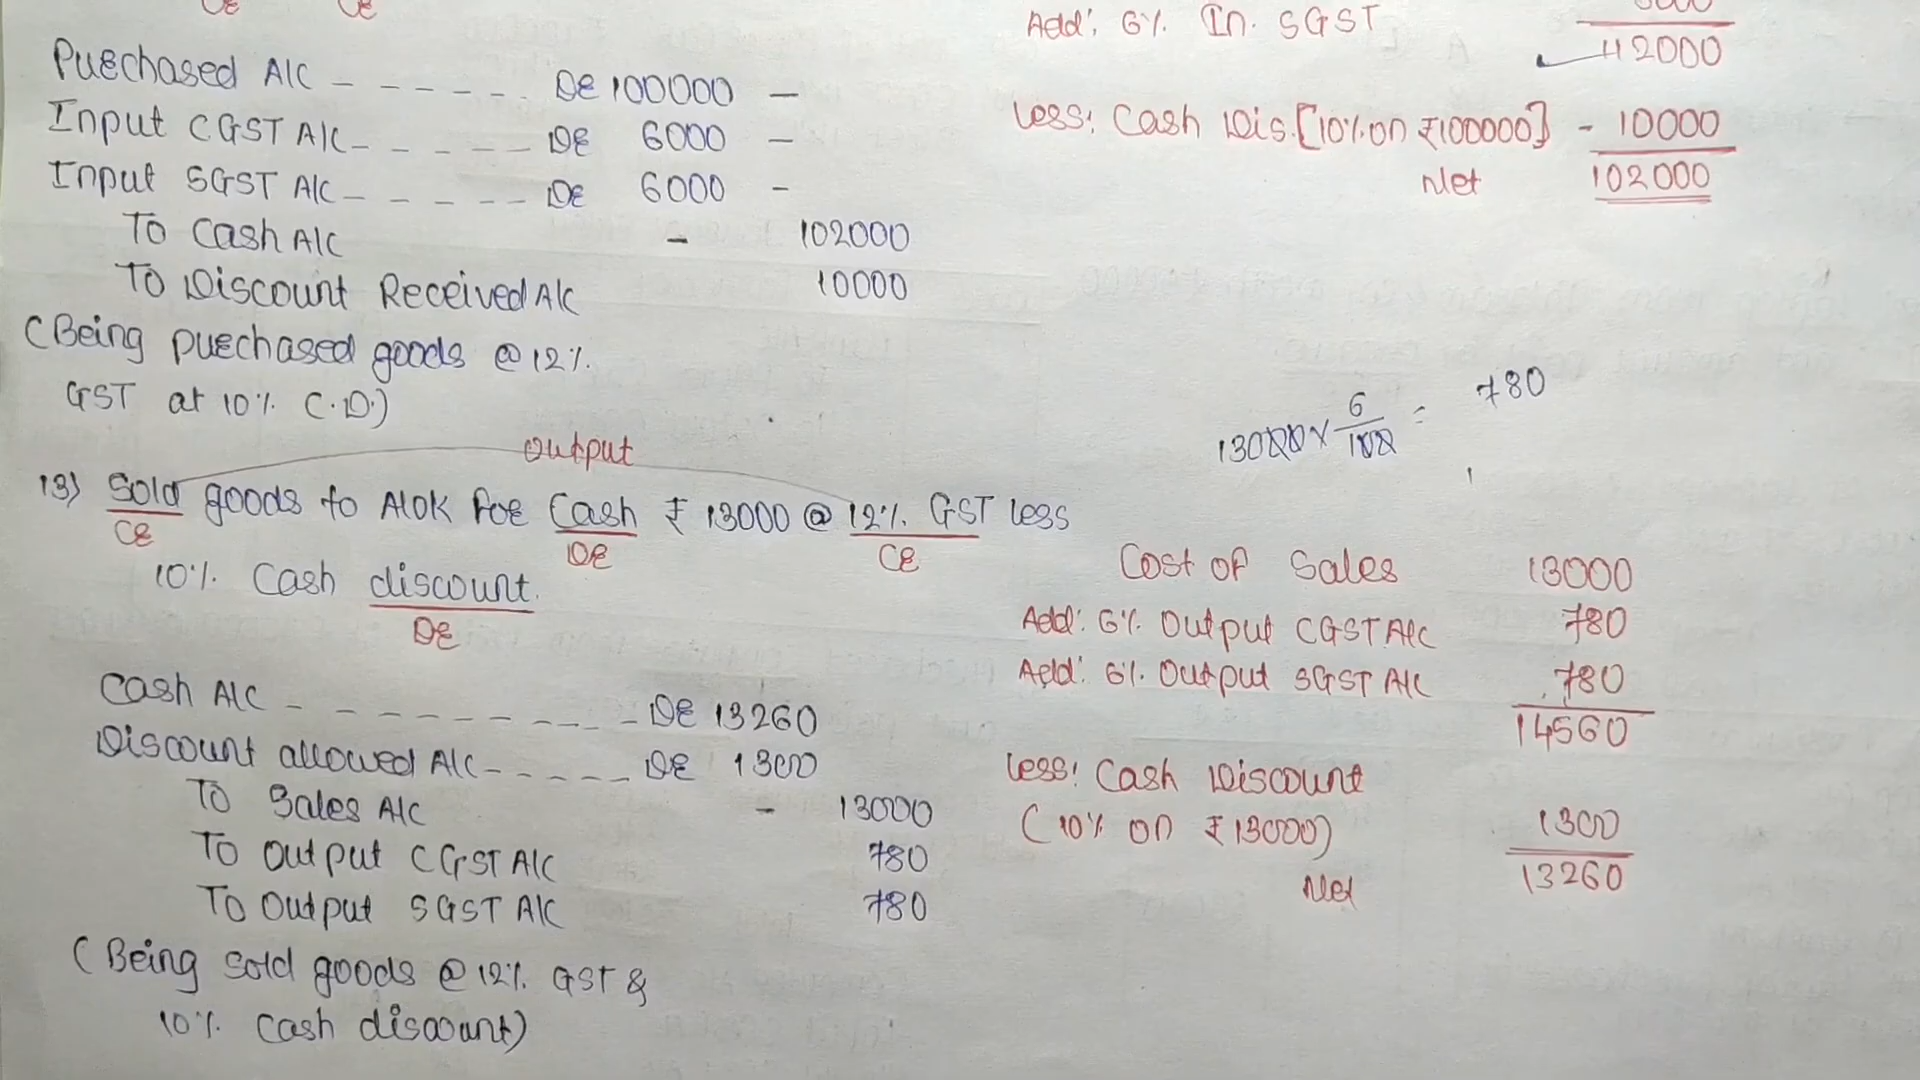 Add: 6% In. SGST
112000
Less: Cash Dis.[10% on ₹100000] - 10000
Net 102000
Purchased A/C - - - - - - Dr 100000 -
Input CGST A/C - - - - - Dr 6000 -
Input SGST A/C - - - - - Dr 6000 -
To Cash A/C - 102000
To Discount Received A/C 10000
(Being purchased goods @ 12%.
GST at 10% C.D.)
13000 × 6/100 = 780
Output
13) Sold goods to Alok for Cash ₹ 13000 @ 12% GST less
Cr Dr Cr
10% Cash discount.
Dr
Cash A/C - - - - - - - - - - Dr 13260
Discount allowed A/C - - - - - - Dr 1300
To Sales A/C - 13000
To Output CGST A/C 780
To Output SGST A/C 780
(Being sold goods @ 12% GST &
10% cash discount)
Cost of Sales 13000
Add: 6% Output CGST A/C 780
Add: 6% Output SGST A/C 780
14560
Less: Cash Discount
(10% on ₹13000) 1300
Net 13260